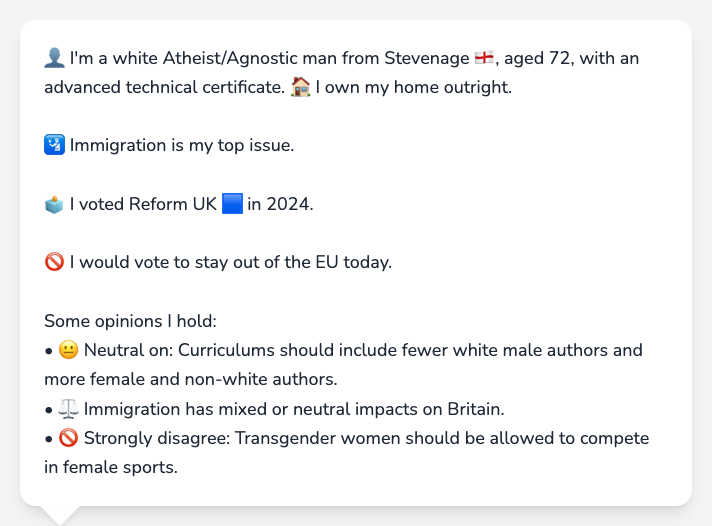 👤 I'm a white Atheist/Agnostic man from Stevenage 🏴󠁧󠁢󠁥󠁮󠁧󠁿, aged 72, with an
advanced technical certificate. 🏠 I own my home outright.
🛂 Immigration is my top issue.
🗳️ I voted Reform UK 🟦 in 2024.
🚫 I would vote to stay out of the EU today.
Some opinions I hold:
• 😐 Neutral on: Curriculums should include fewer white male authors and
more female and non-white authors.
• ⚖️ Immigration has mixed or neutral impacts on Britain.
• 🚫 Strongly disagree: Transgender women should be allowed to compete
in female sports.